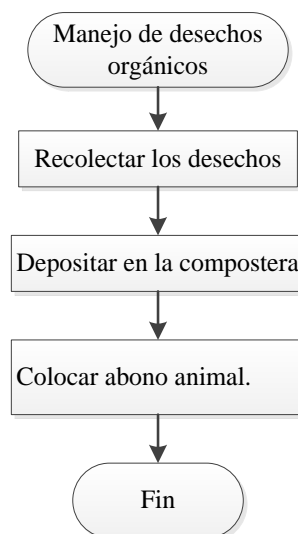 Manejo de desechos
orgánicos
Recolectar los desechos
Depositar en la compostera
Colocar abono animal.
Fin